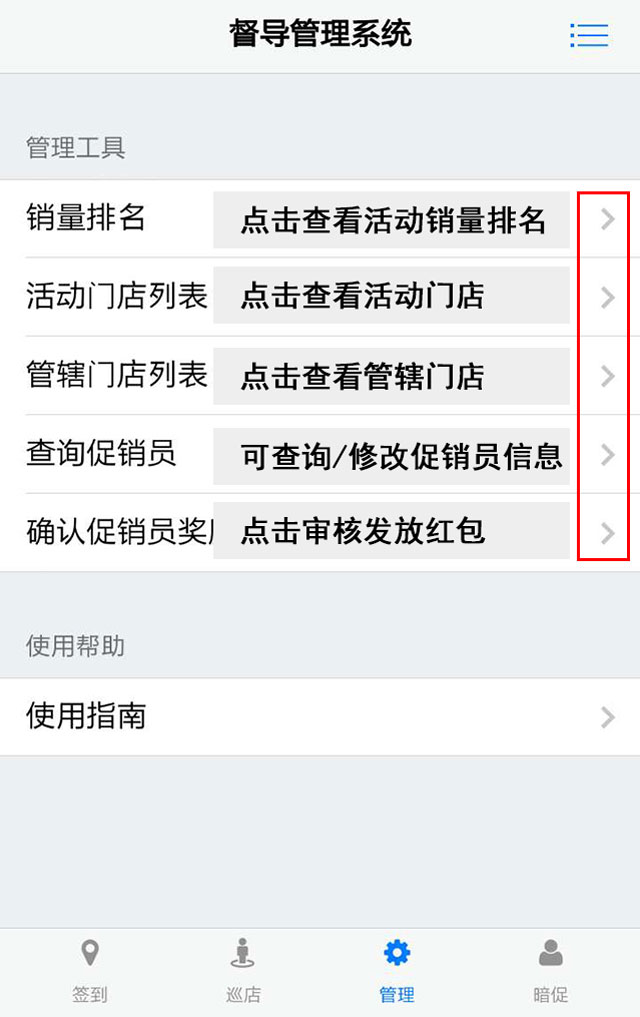 督导管理系统
管理工具
销量排名 点击查看活动销量排名
活动门店列表 点击查看活动门店
管辖门店列表 点击查看管辖门店
查询促销员 可查询/修改促销员信息
确认促销员奖 点击审核发放红包
使用帮助
使用指南
签到 巡店 管理 暗促